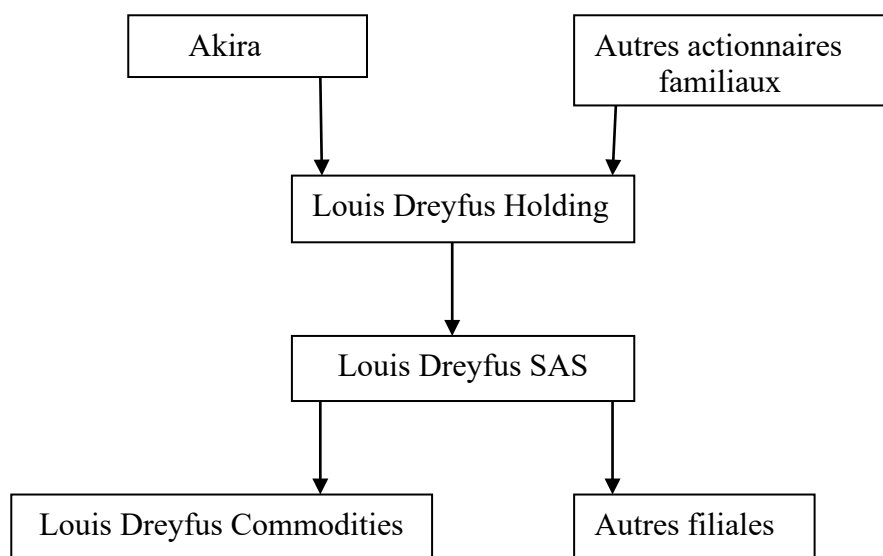 Akira
Autres actionnaires
familiaux
Louis Dreyfus Holding
Louis Dreyfus SAS
Louis Dreyfus Commodities
Autres filiales